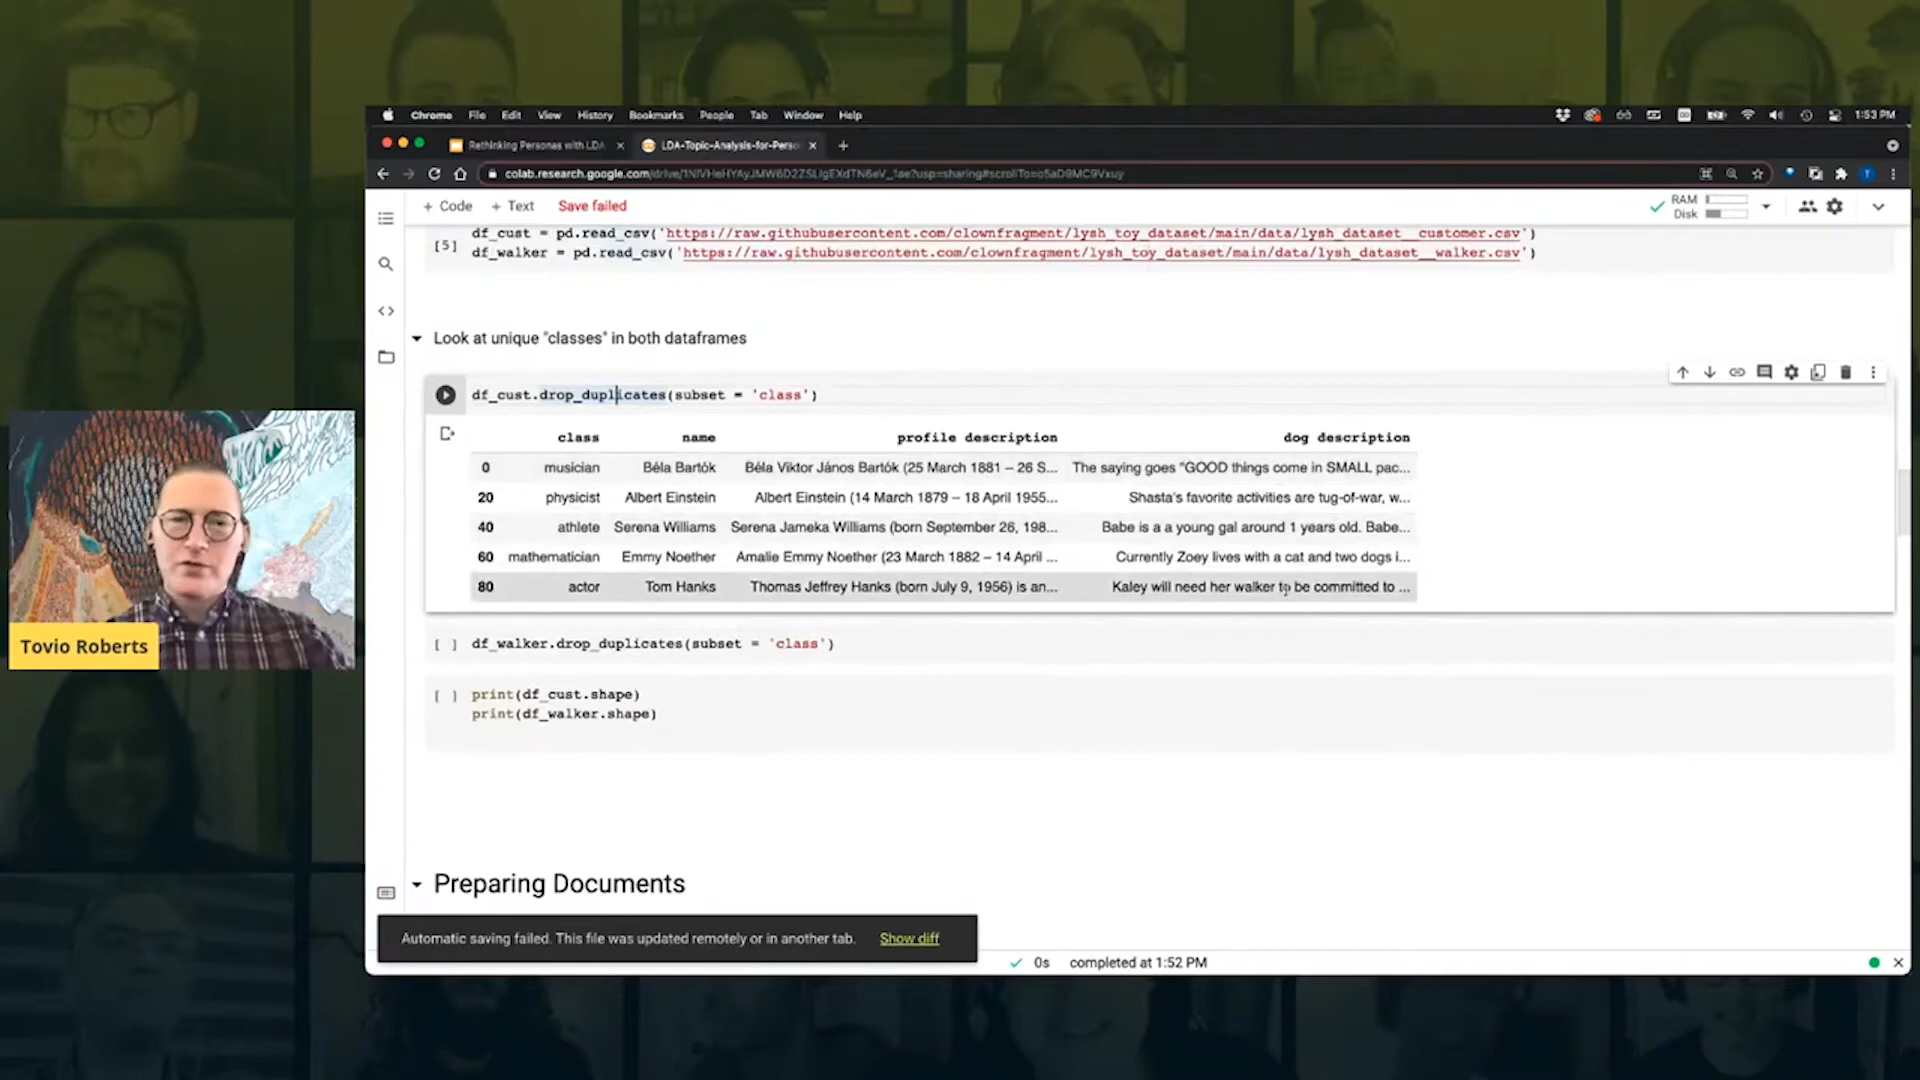 Chrome File Edit View History Bookmarks People Tab Window Help 1:53 PM
Rethinking Personas with LDA LDA-Topic-Analysis-for-Perso
+ Code + Text Save failed
RAM
Disk
df_cust = pd.read_csv('https://raw.githubusercontent.com/clownfragment/lysh_toy_dataset/main/data/lysh_dataset__customer.csv')
[5]
df_walker = pd.read_csv('https://raw.githubusercontent.com/clownfragment/lysh_toy_dataset/main/data/lysh_dataset__walker.csv')
Look at unique "classes" in both dataframes
df_cust.drop_duplicates(subset = 'class')
class name profile description dog description
0 musician Béla Bartók Béla Viktor János Bartók (25 March 1881 – 26 S... The saying goes "GOOD things come in SMALL pac...
20 physicist Albert Einstein Albert Einstein (14 March 1879 – 18 April 1955... Shasta's favorite activities are tug-of-war, w...
40 athlete Serena Williams Serena Jameka Williams (born September 26, 198... Babe is a a young gal around 1 years old. Babe...
60 mathematician Emmy Noether Amalie Emmy Noether (23 March 1882 – 14 April ... Currently Zoey lives with a cat and two dogs i...
80 actor Tom Hanks Thomas Jeffrey Hanks (born July 9, 1956) is an... Kaley will need her walker to be committed to ...
[ ] df_walker.drop_duplicates(subset = 'class')
[ ] print(df_cust.shape)
print(df_walker.shape)
Tovio Roberts
Preparing Documents
Automatic saving failed. This file was updated remotely or in another tab. Show diff
0s completed at 1:52 PM